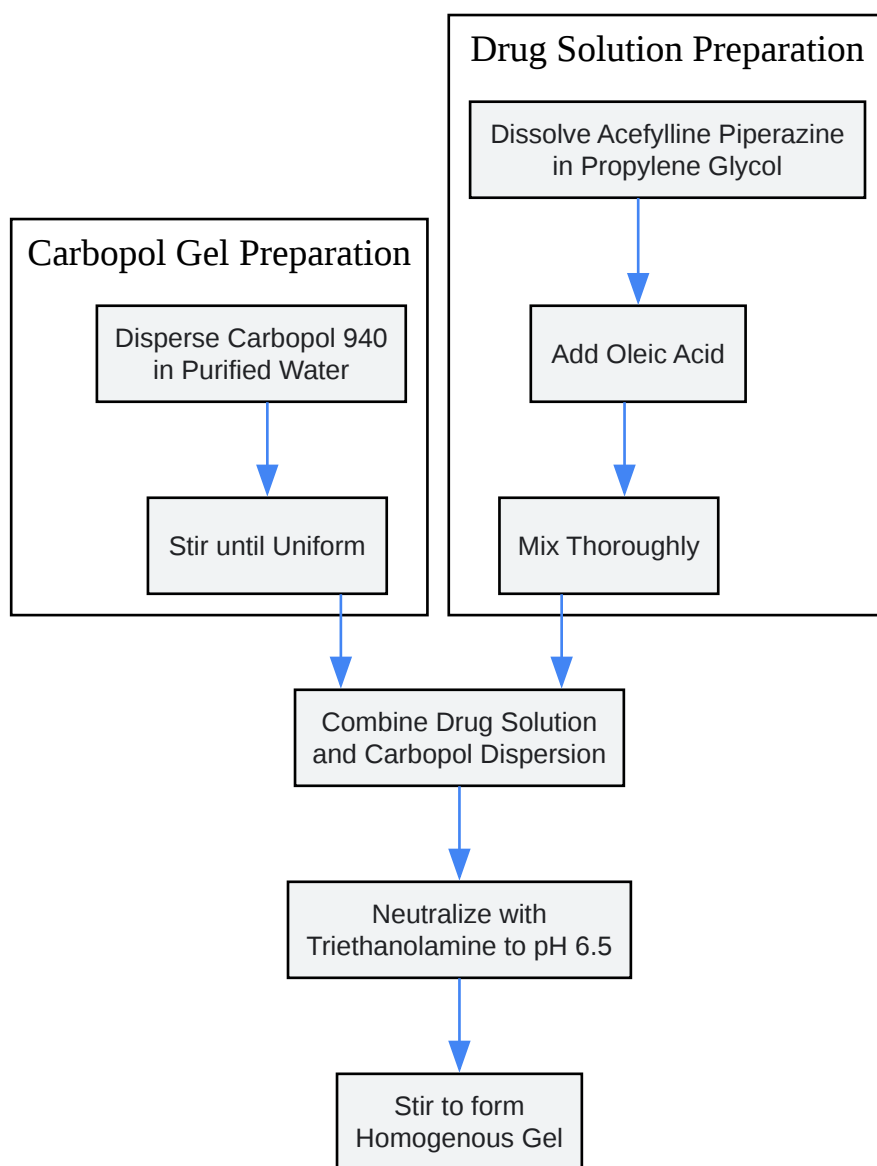 Drug Solution Preparation
Dissolve Acefylline Piperazine
in Propylene Glycol
Add Oleic Acid
Mix Thoroughly
Carbopol Gel Preparation
Disperse Carbopol 940
in Purified Water
Stir until Uniform
Combine Drug Solution
and Carbopol Dispersion
Neutralize with
Triethanolamine to pH 6.5
Stir to form
Homogenous Gel